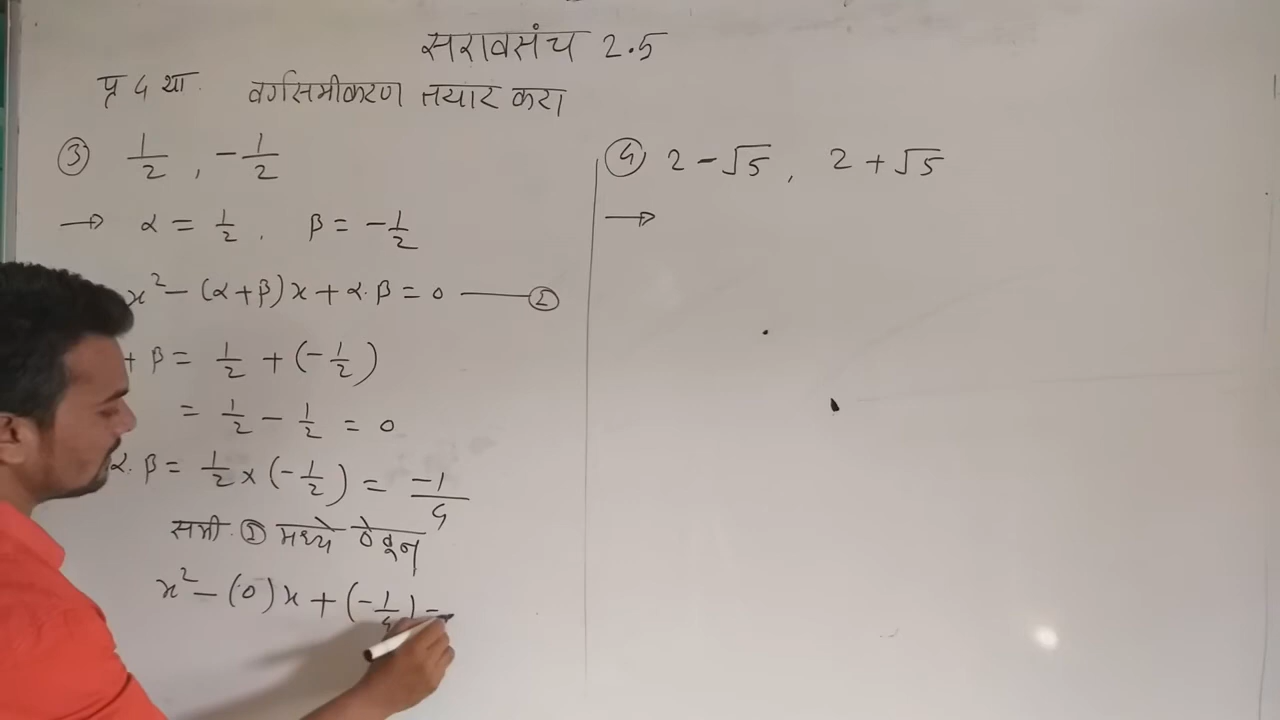 सरावसंच 2.5
प्र 4 था. वर्गसमीकरण तयार करा
③ 1/2 , -1/2
→ α = 1/2 , β = -1/2
x² - (α+β)x + α.β = 0 —— ①
+ β = 1/2 + (-1/2)
= 1/2 - 1/2 = 0
α.β = 1/2 × (-1/2) = -1/4
समी. ① मध्ये ठेवून
x² - (0)x + (-1/4) =
④ 2 - √5 , 2 + √5
→